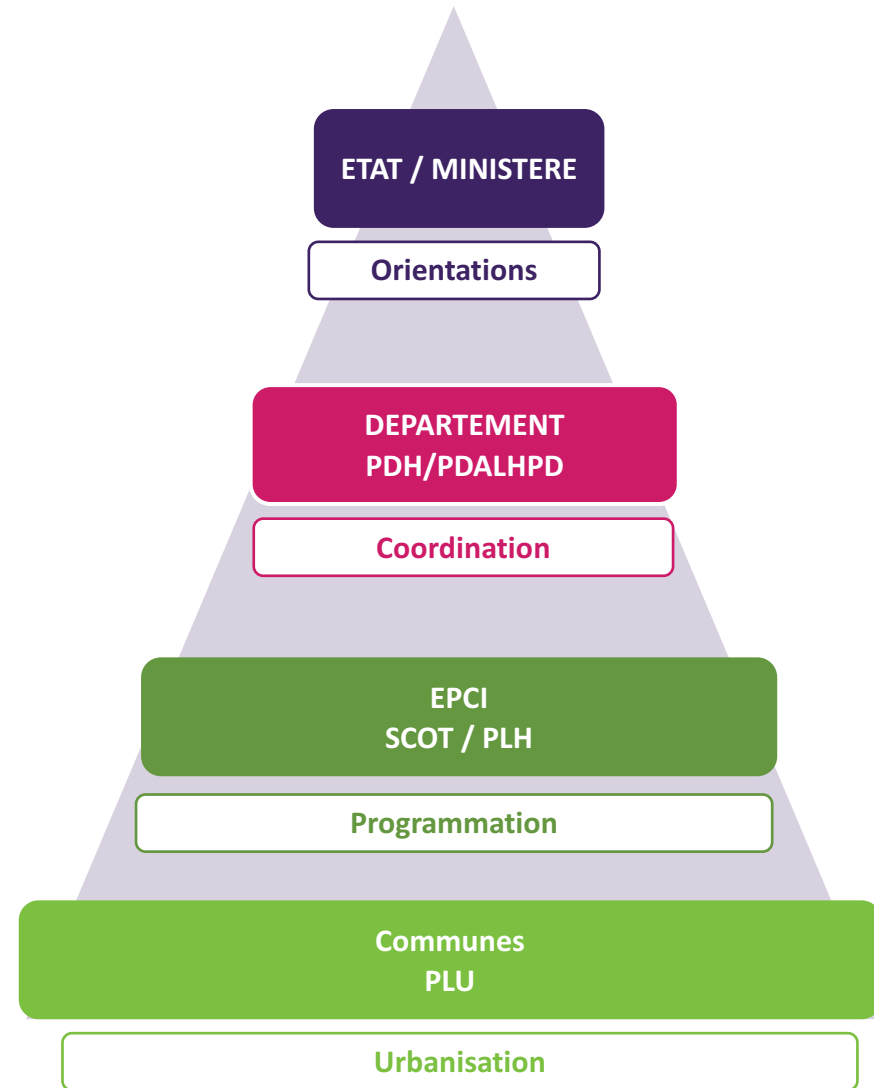 ETAT / MINISTERE
Orientations
DEPARTEMENT
PDH/PDALHPD
Coordination
EPCI
SCOT / PLH
Programmation
Communes
PLU
Urbanisation